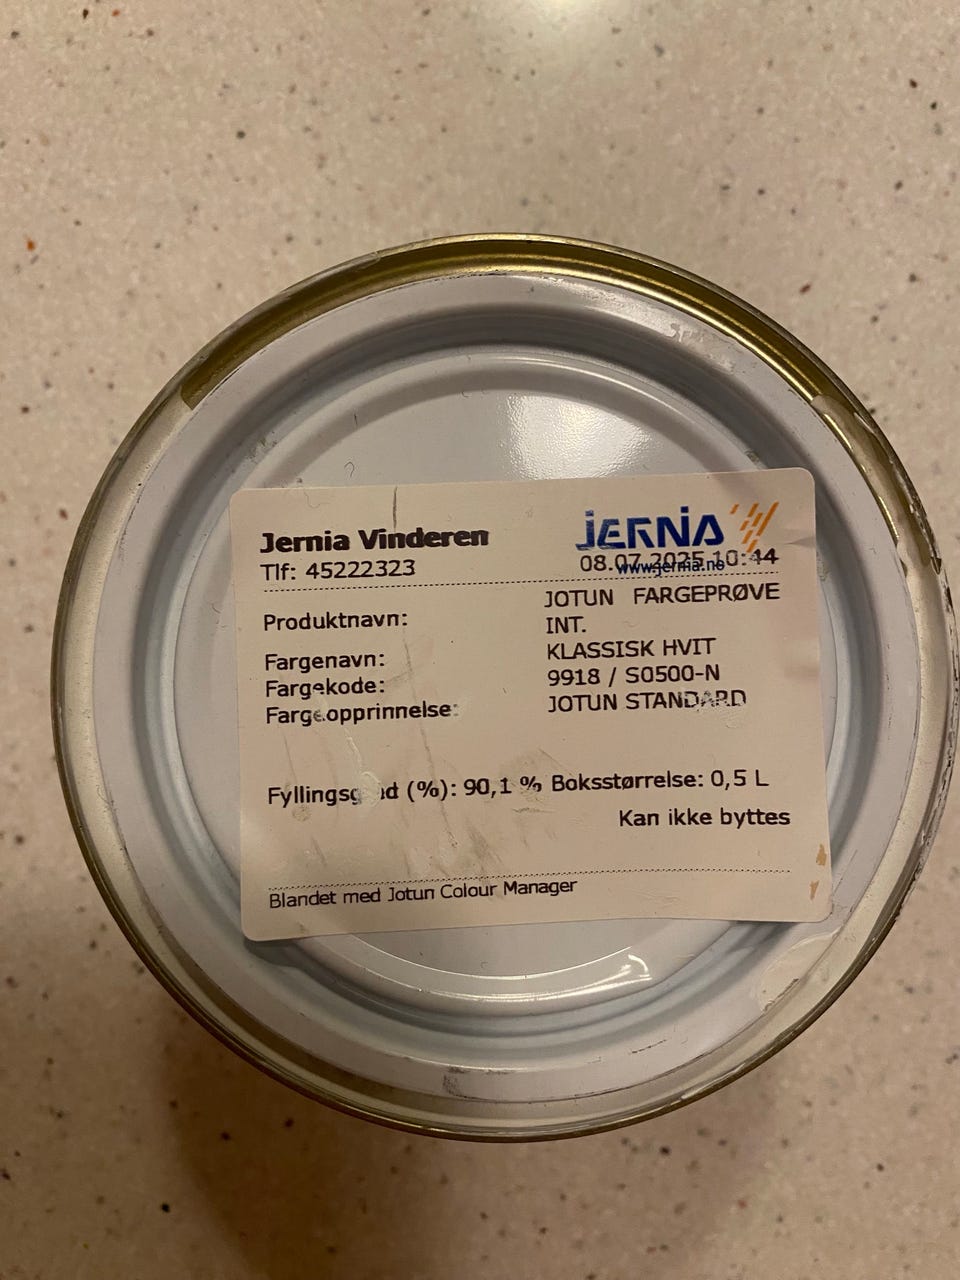 Jernia Vinderen
JERNIA
Tlf: 45222323
08.07.2025 10:44
www.jernia.no
Produktnavn:
JOTUN FARGEPRØVE
INT.
Fargenavn:
KLASSISK HVIT
Fargekode:
9918 / S0500-N
Fargeopprinnelse:
JOTUN STANDARD
Fyllingsgrad (%): 90,1 % Boksstørrelse: 0,5 L
Kan ikke byttes
Blandet med Jotun Colour Manager